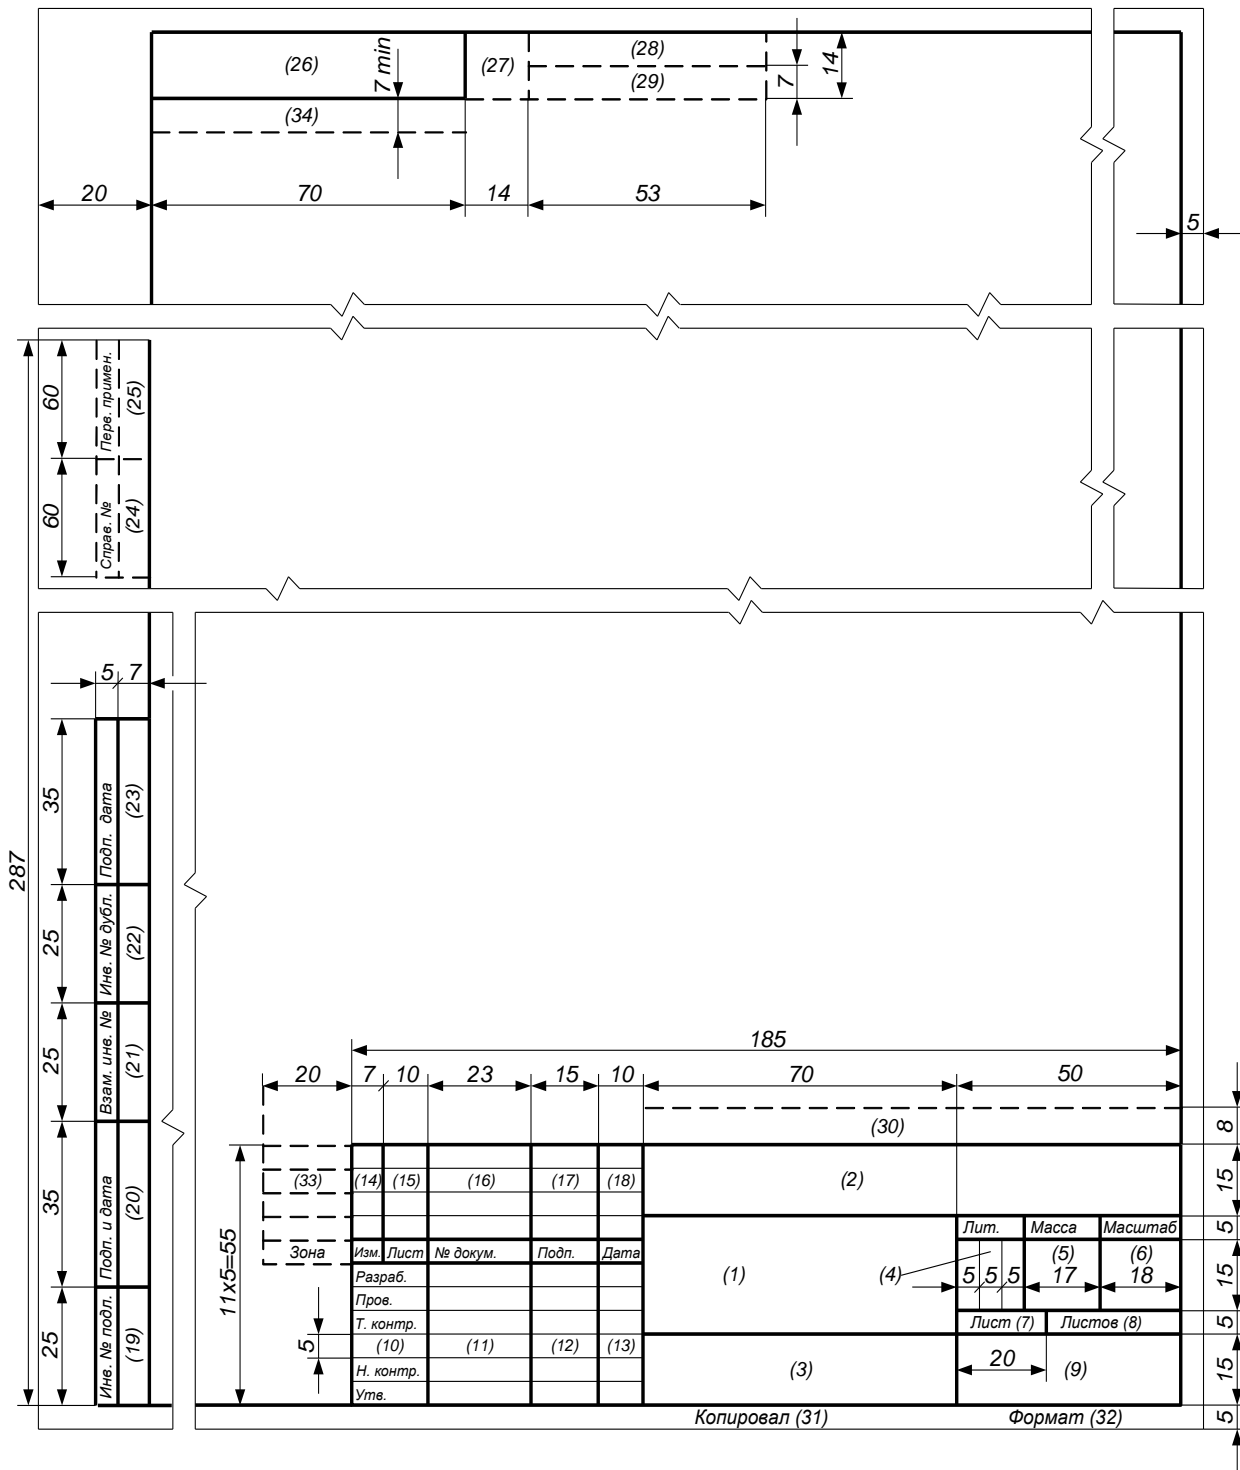 (26)
7 min
(27)
(28)
(29)
7
14
(34)
20
70
14
53
5
287
60
Перв. примен.
(25)
60
Справ. №
(24)
5
7
35
Подп. дата
(23)
25
Инв. № дубл.
(22)
25
Взам. инв. №
(21)
35
Подп. и дата
(20)
25
Инв. № подл.
(19)
185
20
7
10
23
15
10
70
50
(30)
8
(33)
(14)
(15)
(16)
(17)
(18)
(2)
15
Зона
Изм.
Лист
№ докум.
Подп.
Дата
Лит.
Масса
Масштаб
5
11х5=55
Разраб.
(1)
(4)
5
5
5
(5)
17
(6)
18
15
Пров.
Т. контр.
Лист (7)
Листов (8)
5
5
(10)
(11)
(12)
(13)
Н. контр.
(3)
20
(9)
15
Утв.
Копировал (31)
Формат (32)
5